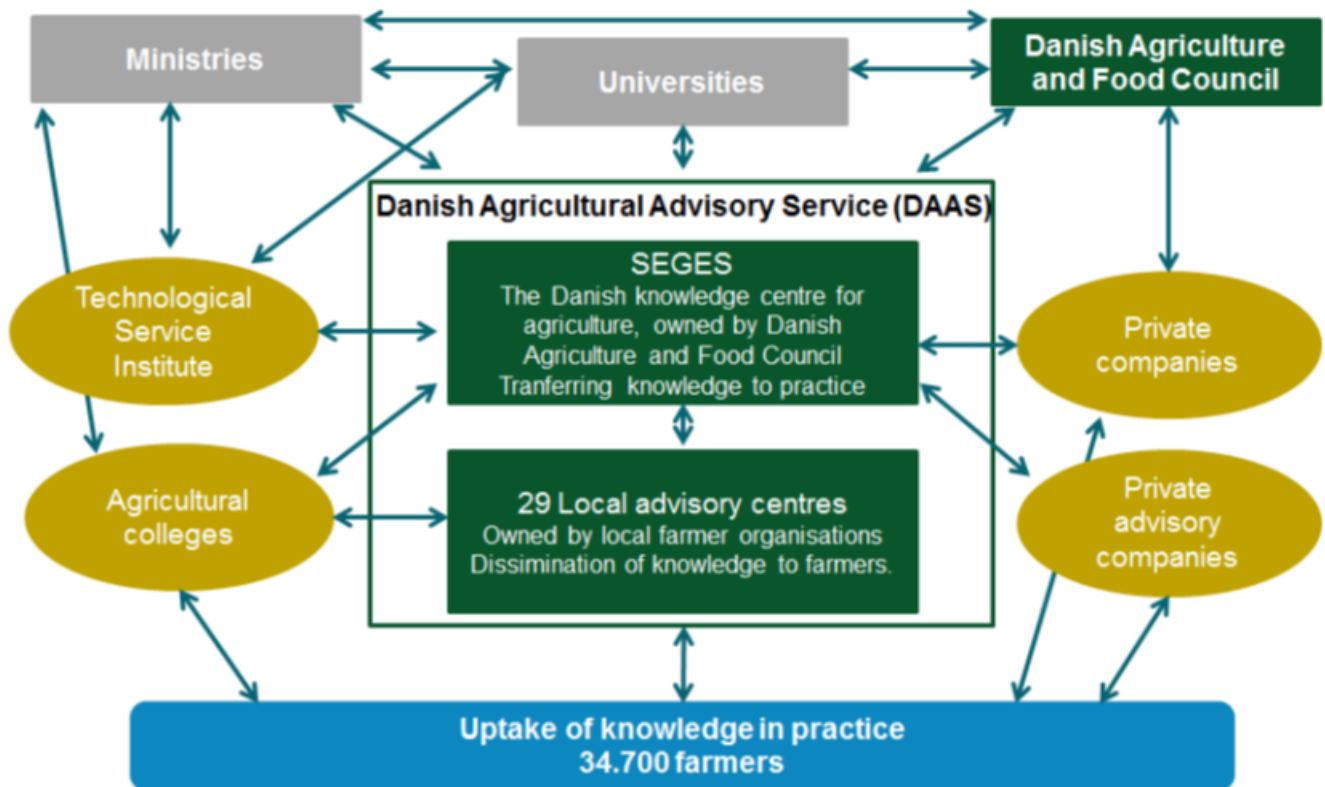 Ministries
Universities
Danish Agriculture
and Food Council
Danish Agricultural Advisory Service (DAAS)
SEGES
The Danish knowledge centre for
agriculture, owned by Danish
Agriculture and Food Council
Tranferring knowledge to practice
Technological
Service
Institute
Private
companies
Agricultural
colleges
29 Local advisory centres
Owned by local farmer organisations
Dissimination of knowledge to farmers.
Private
advisory
companies
Uptake of knowledge in practice
34.700 farmers